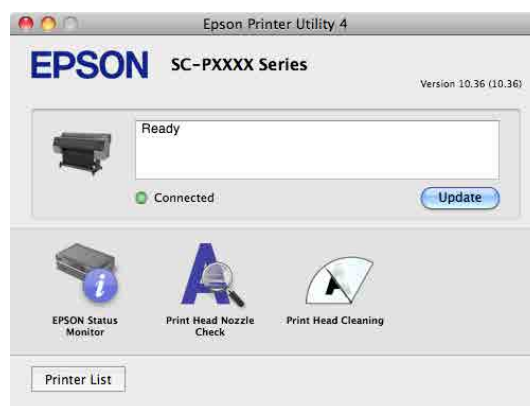 Epson Printer Utility 4
EPSON SC-PXXXX Series
Version 10.36 (10.36)
Ready
Connected
Update
EPSON Status
Monitor
Print Head Nozzle
Check
Print Head Cleaning
Printer List